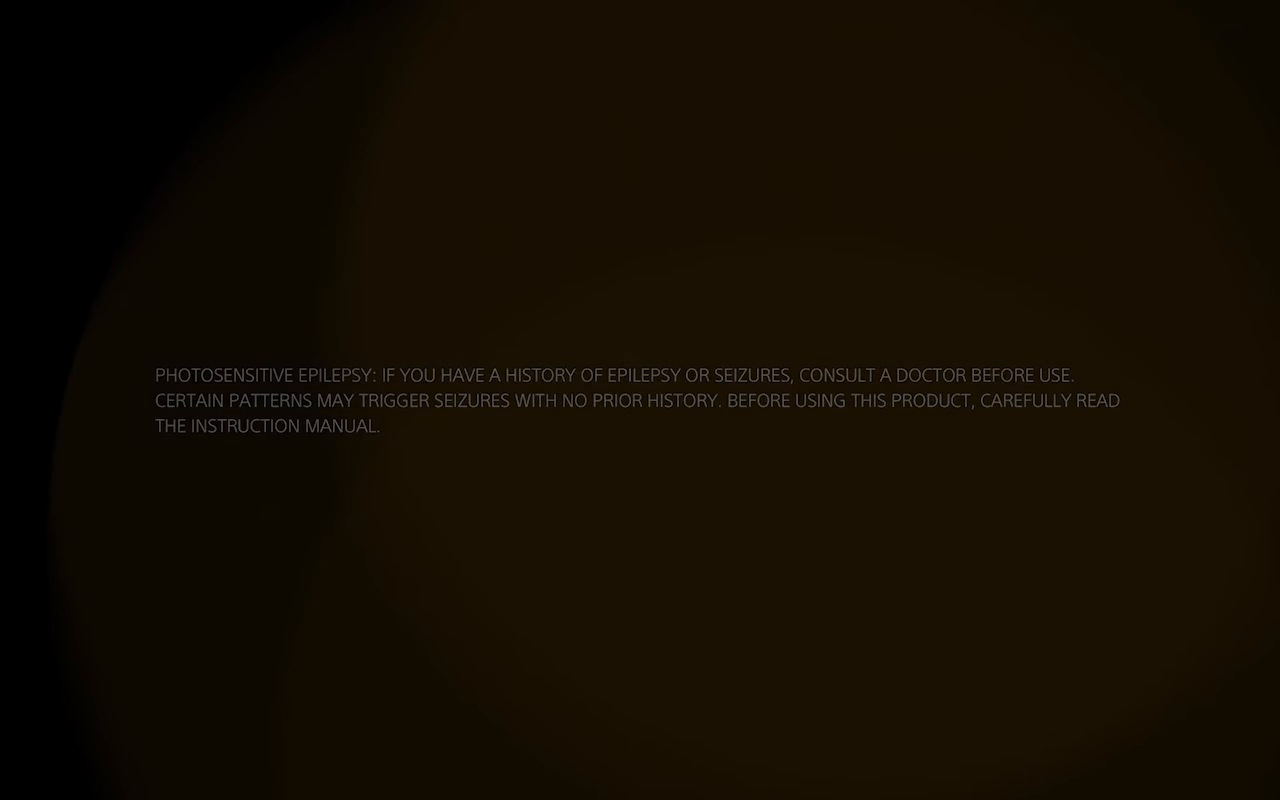 PHOTOSENSITIVE EPILEPSY: IF YOU HAVE A HISTORY OF EPILEPSY OR SEIZURES, CONSULT A DOCTOR BEFORE USE.
CERTAIN PATTERNS MAY TRIGGER SEIZURES WITH NO PRIOR HISTORY. BEFORE USING THIS PRODUCT, CAREFULLY READ
THE INSTRUCTION MANUAL.